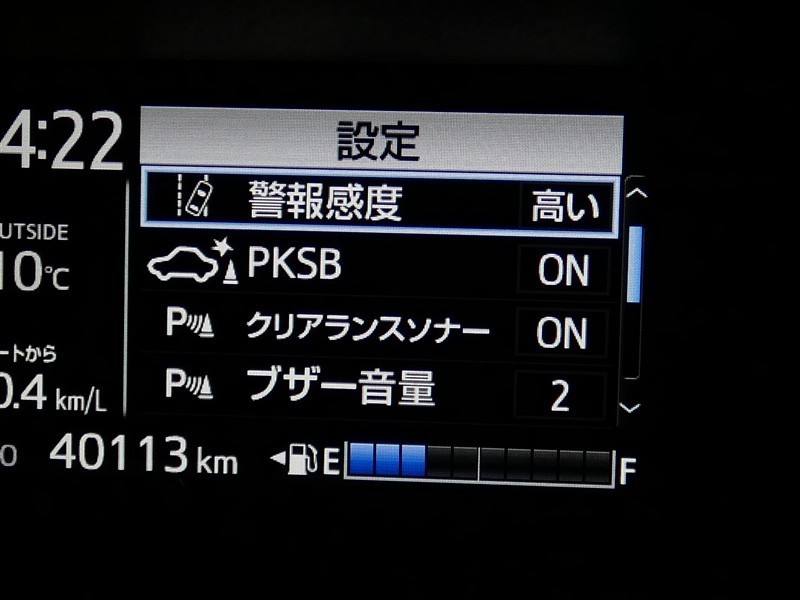 4:22
設定
警報感度 高い
PKSB ON
P クリアランスソナー ON
P ブザー音量 2
UTSIDE
10℃
ートから
0.4 km/L
40113 km
E F